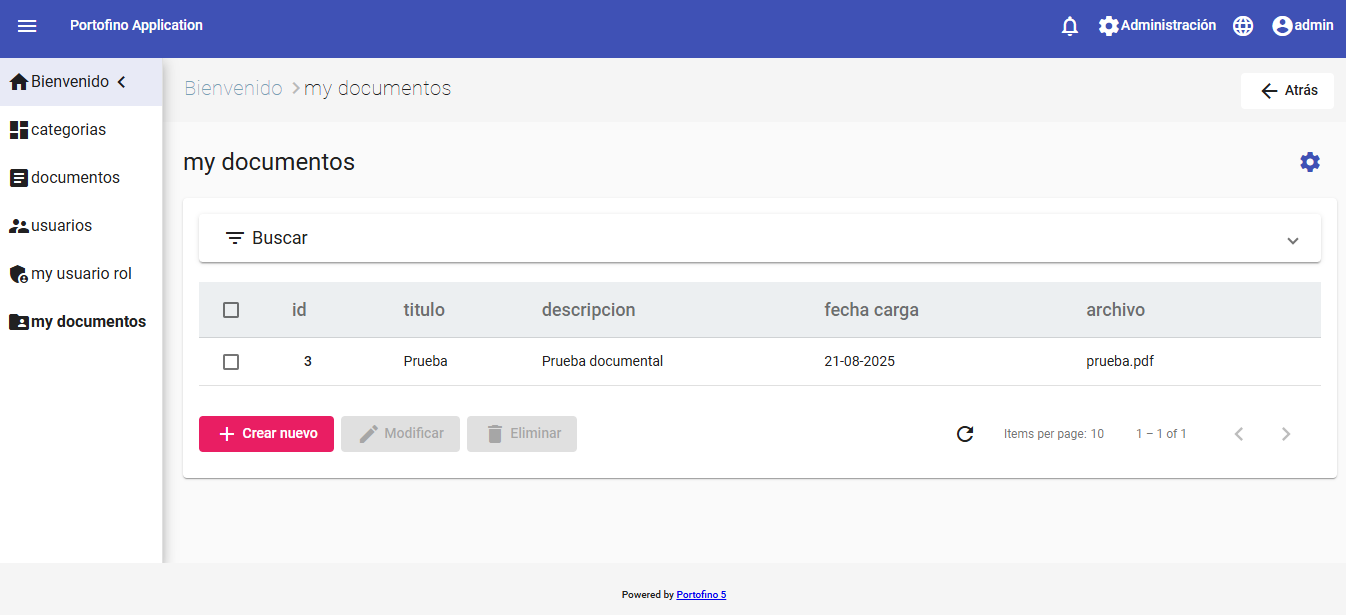 Portofino Application
Administración
admin
Bienvenido
categorias
documentos
usuarios
my usuario rol
my documentos
Bienvenido my documentos
Atrás
my documentos
Buscar
id titulo descripcion fecha carga archivo
3 Prueba Prueba documental 21-08-2025 prueba.pdf
Crear nuevo Modificar Eliminar Items per page: 10 1 – 1 of 1
Powered by Portofino 5